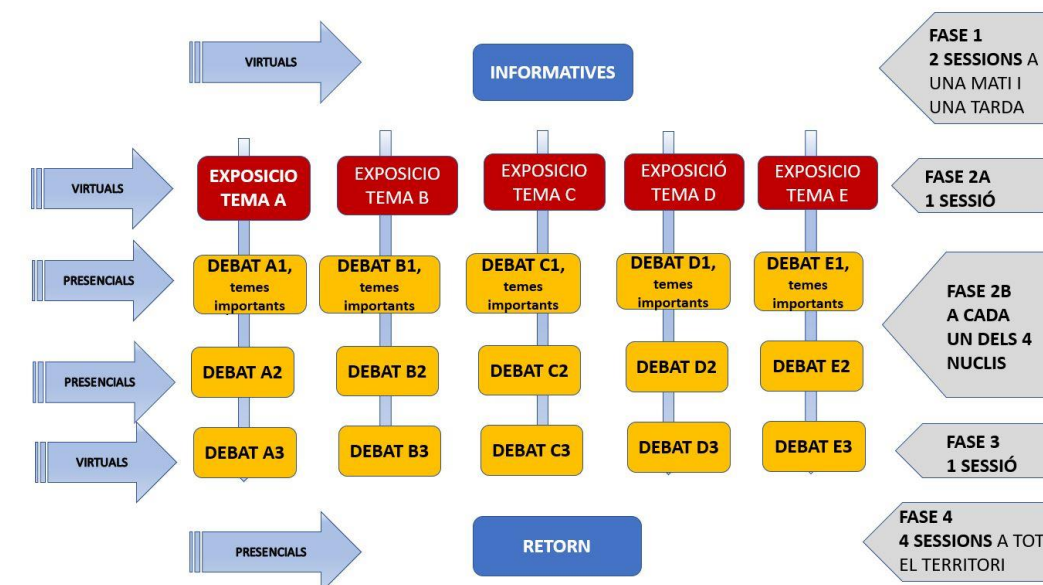 VIRTUALS
INFORMATIVES
FASE 1
2 SESSIONS A
UNA MATI I
UNA TARDA
VIRTUALS
EXPOSICIO
TEMA A
EXPOSICIO
TEMA B
EXPOSICIO
TEMA C
EXPOSICIÓ
TEMA D
EXPOSICIO
TEMA E
FASE 2A
1 SESSIÓ
PRESENCIALS
DEBAT A1,
temes
importants
DEBAT B1,
temes
importants
DEBAT C1,
temes
importants
DEBAT D1,
temes
importants
DEBAT E1,
temes
importants
FASE 2B
A CADA
UN DELS 4
NUCLIS
PRESENCIALS
DEBAT A2
DEBAT B2
DEBAT C2
DEBAT D2
DEBAT E2
VIRTUALS
DEBAT A3
DEBAT B3
DEBAT C3
DEBAT D3
DEBAT E3
FASE 3
1 SESSIÓ
PRESENCIALS
RETORN
FASE 4
4 SESSIONS A TOT
EL TERRITORI